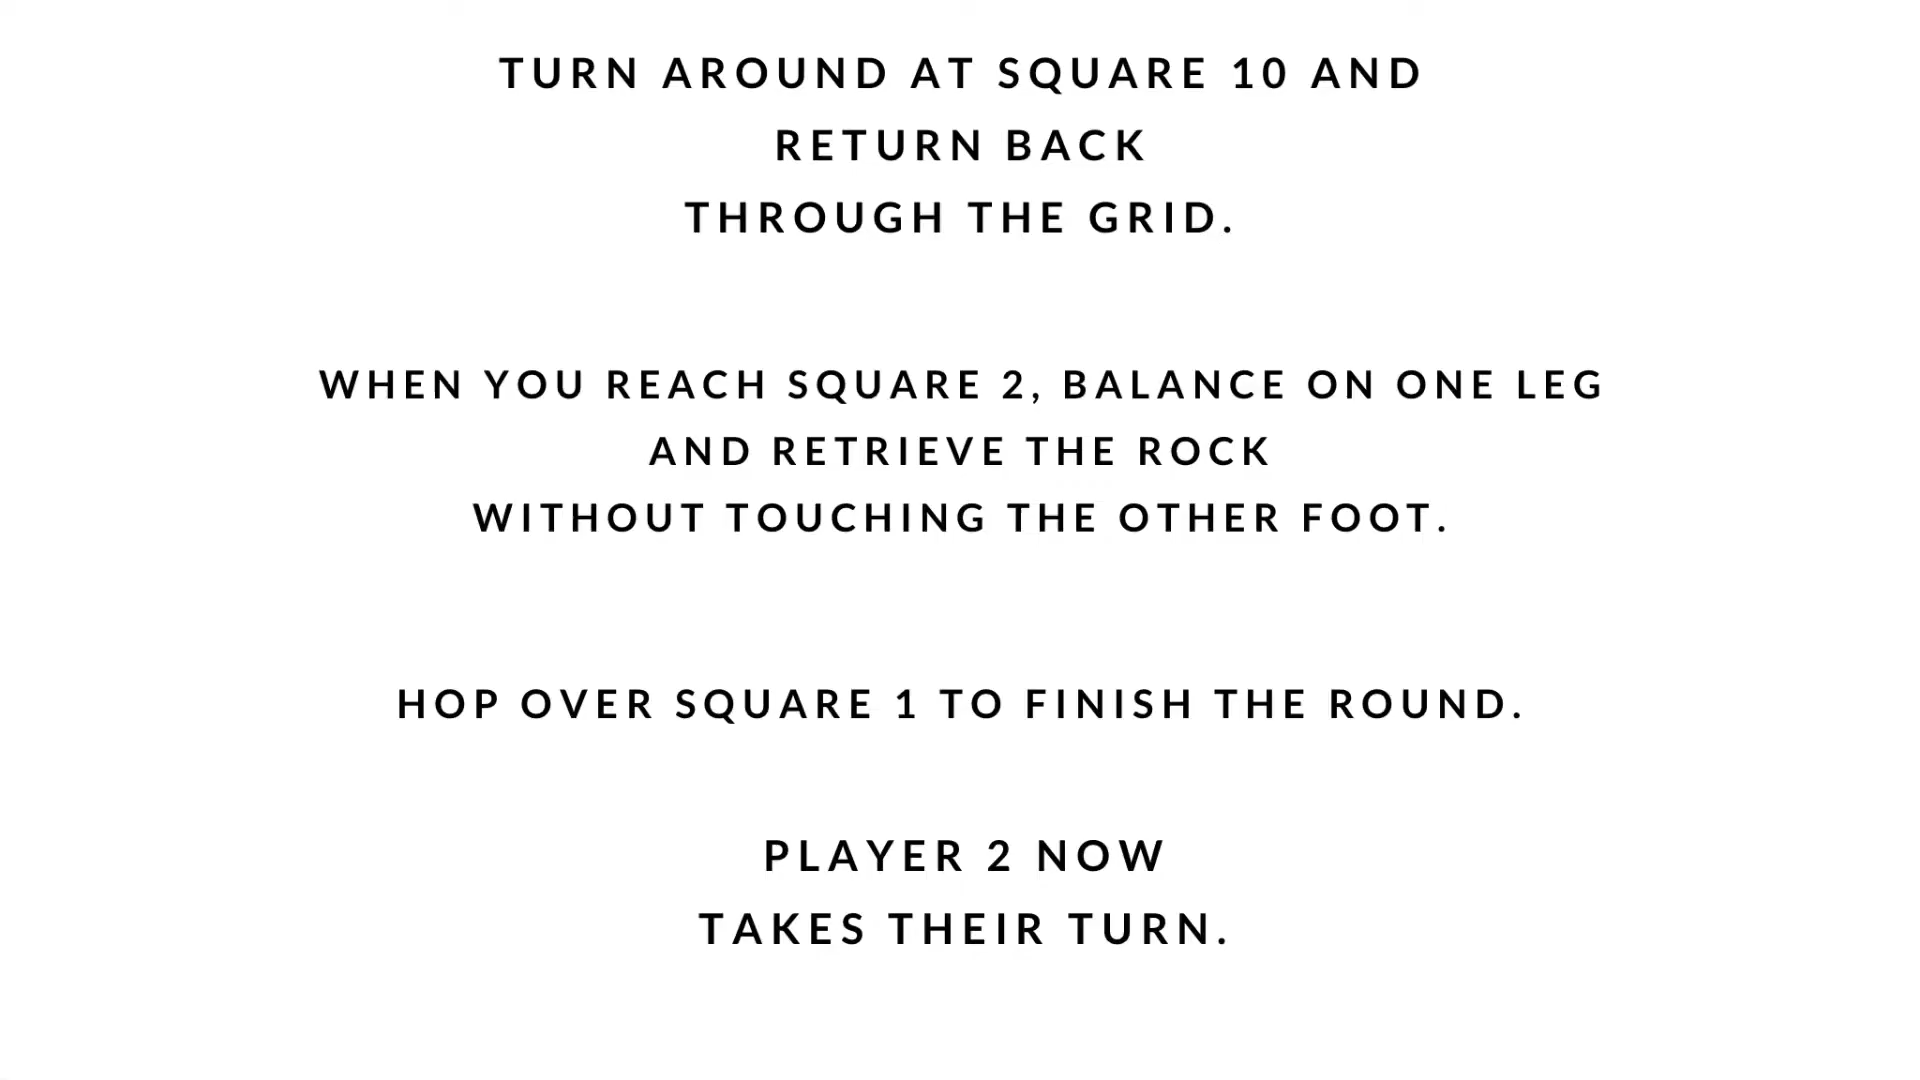 TURN AROUND AT SQUARE 10 AND
RETURN BACK
THROUGH THE GRID.
WHEN YOU REACH SQUARE 2, BALANCE ON ONE LEG
AND RETRIEVE THE ROCK
WITHOUT TOUCHING THE OTHER FOOT.
HOP OVER SQUARE 1 TO FINISH THE ROUND.
PLAYER 2 NOW
TAKES THEIR TURN.